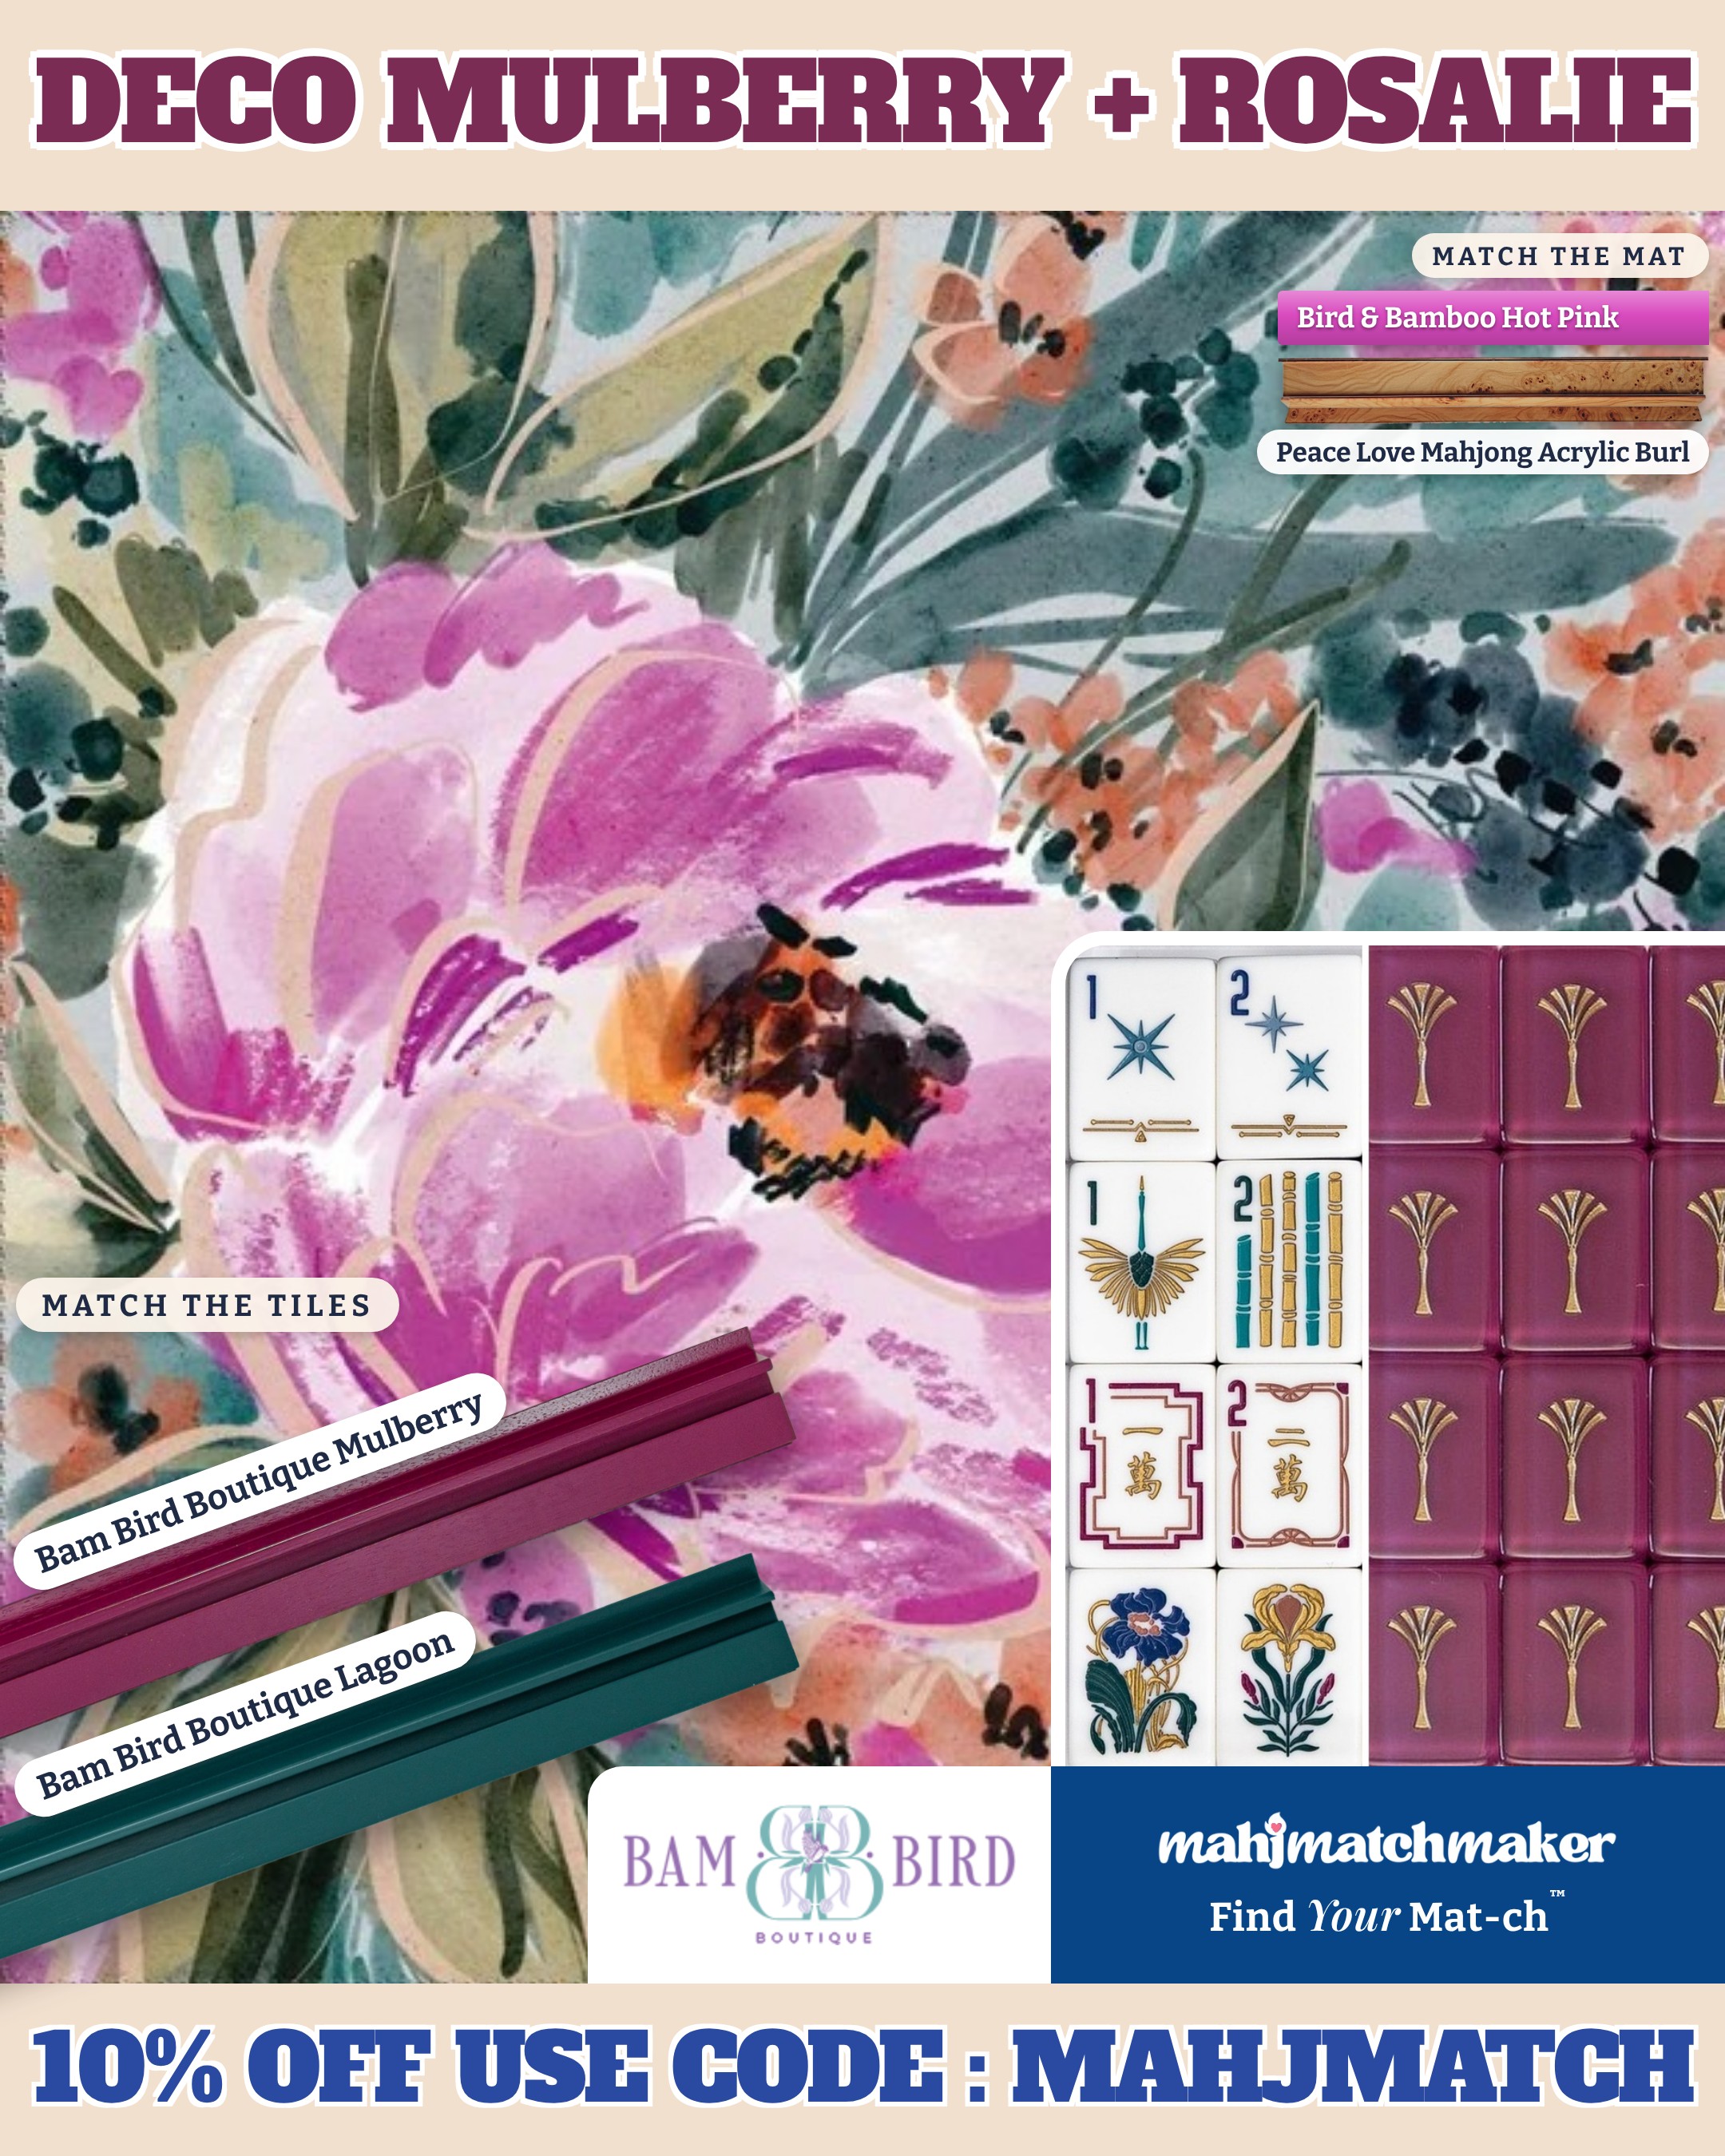 DECO MULBERRY + ROSALIE
MATCH THE MAT
Bird & Bamboo Hot Pink
Peace Love Mahjong Acrylic Burl
1
2
1
2
1
一
萬
2
二
萬
MATCH THE TILES
Bam Bird Boutique Mulberry
Bam Bird Boutique Lagoon
BAM BIRD
BOUTIQUE
mahjmatchmaker
Find Your Mat-ch™
10% OFF USE CODE : MAHJMATCH